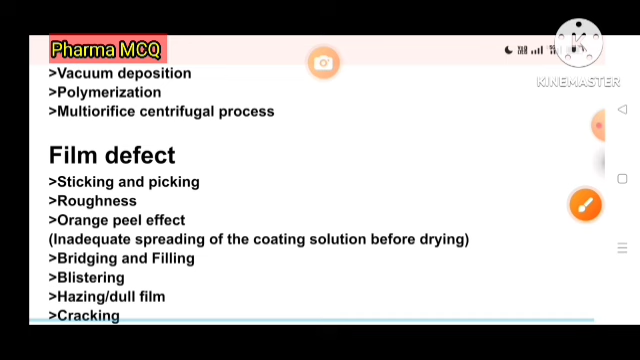 Pharma MCQ
KINEMASTER
>Vacuum deposition
>Polymerization
>Multiorifice centrifugal process
Film defect
>Sticking and picking
>Roughness
>Orange peel effect
(Inadequate spreading of the coating solution before drying)
>Bridging and Filling
>Blistering
>Hazing/dull film
>Cracking